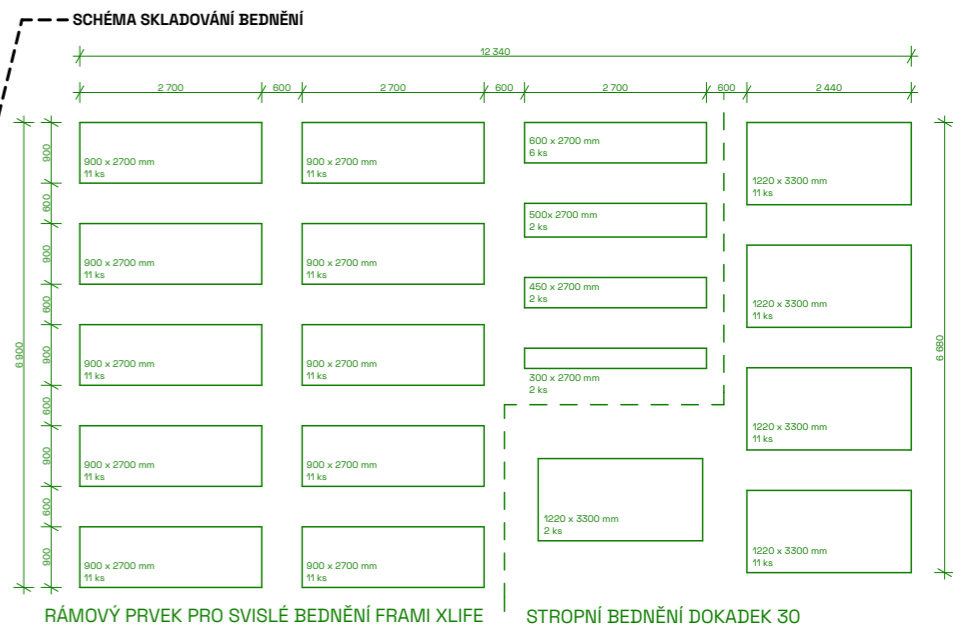 SCHÉMA SKLADOVÁNÍ BEDNĚNÍ
12 340
2 700
600
2 700
600
2 700
600
2 440
6 900
900
600
900
600
900
600
900
600
900
6 680
900 x 2700 mm
11 ks
900 x 2700 mm
11 ks
900 x 2700 mm
11 ks
900 x 2700 mm
11 ks
900 x 2700 mm
11 ks
900 x 2700 mm
11 ks
900 x 2700 mm
11 ks
900 x 2700 mm
11 ks
900 x 2700 mm
11 ks
900 x 2700 mm
11 ks
600 x 2700 mm
6 ks
500x 2700 mm
2 ks
450 x 2700 mm
2 ks
300 x 2700 mm
2 ks
1220 x 3300 mm
2 ks
1220 x 3300 mm
11 ks
1220 x 3300 mm
11 ks
1220 x 3300 mm
11 ks
1220 x 3300 mm
11 ks
RÁMOVÝ PRVEK PRO SVISLÉ BEDNĚNÍ FRAMI XLIFE
STROPNÍ BEDNĚNÍ DOKADEK 30